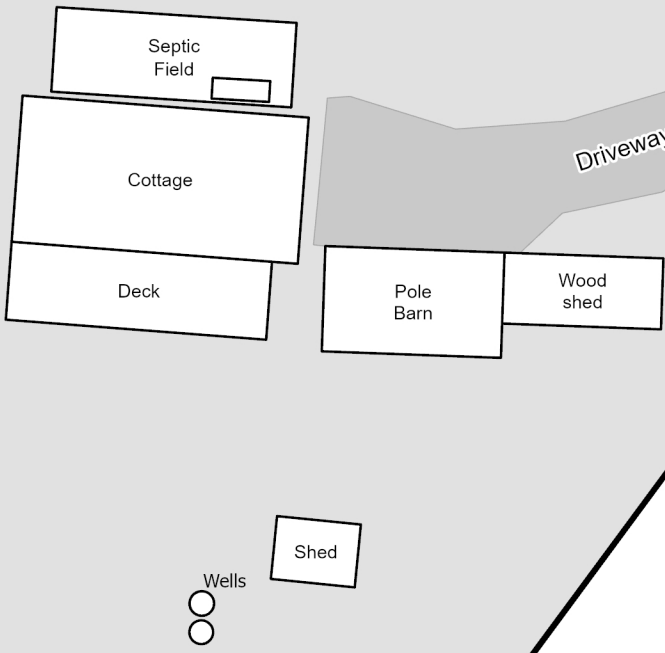 Septic
Field
Cottage
Driveway
Deck
Pole
Barn
Wood
shed
Shed
Wells